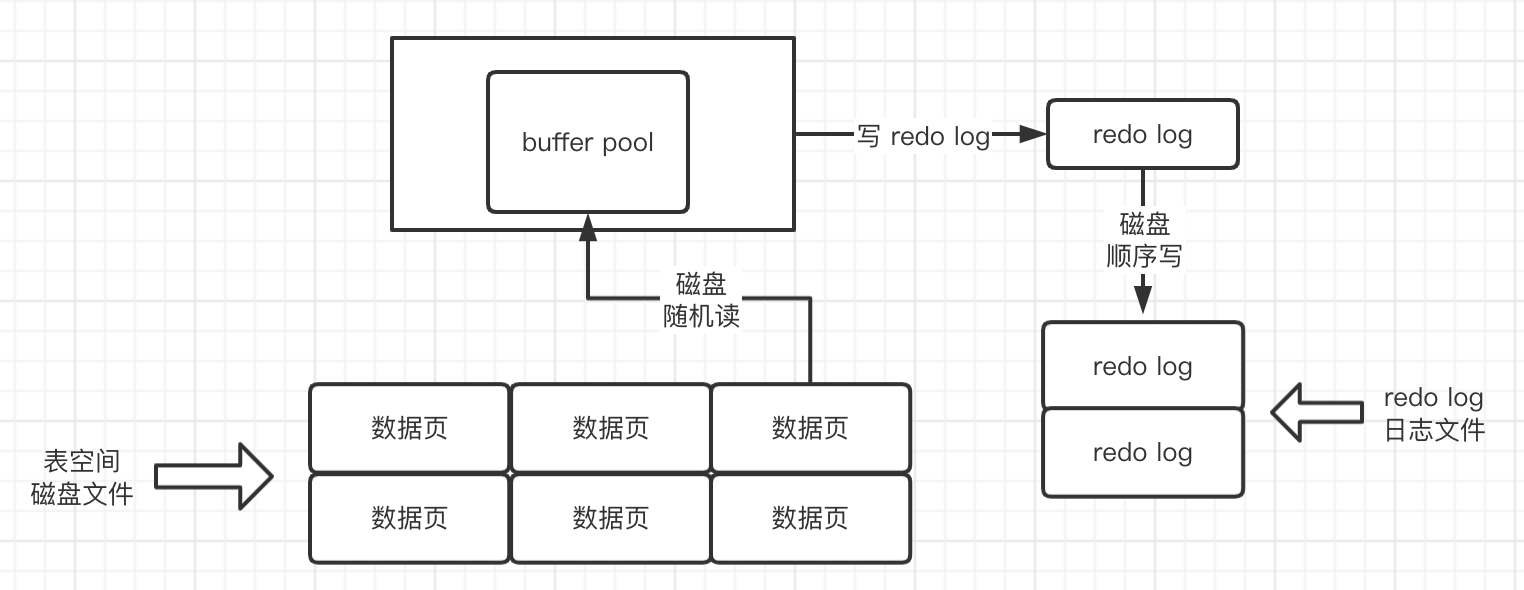 buffer pool
写 redo log
redo log
磁盘
顺序写
磁盘
随机读
redo log
redo log
redo log
日志文件
数据页
数据页
数据页
数据页
数据页
数据页
表空间
磁盘文件